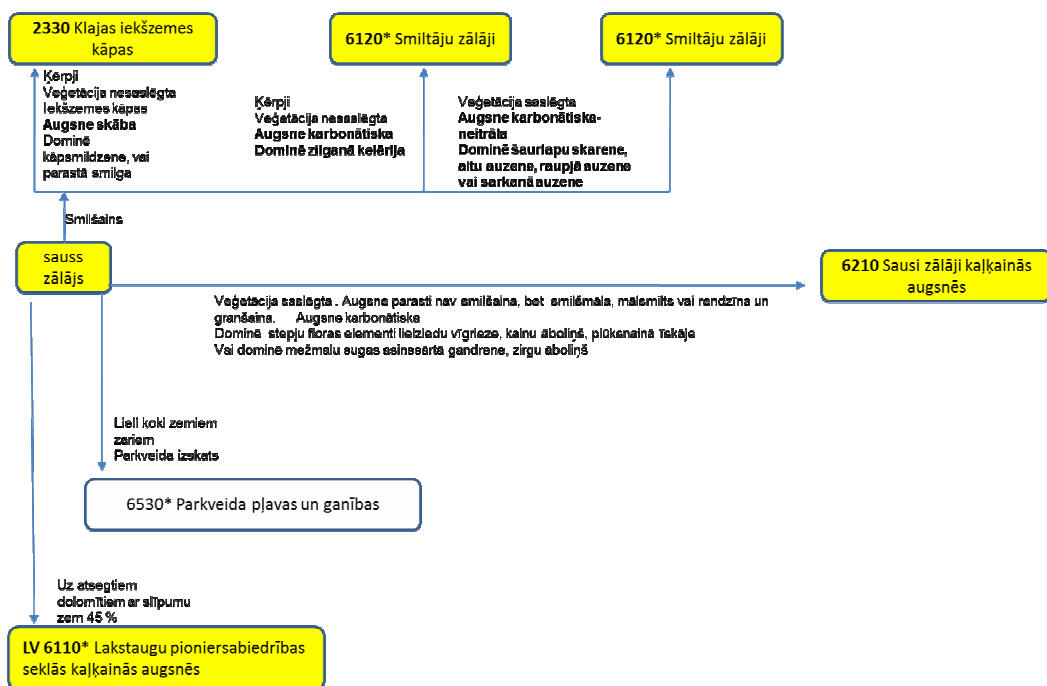 2330 Klajas iekšzemes
kāpas
6120* Smiltāju zālāji
6120* Smiltāju zālāji
Ķērpji
Veģetācija nesaslēgta
Iekšzemes kāpas
Augsne skāba
Dominē
kāpsmildzene, vai
parastā smilga
Ķērpji
Veģetācija nesaslēgta
Augsne karbonātiska
Dominē zilganā kelērija
Veģetācija saslēgta
Augsne karbonātiska-
neitrāla
Dominē šaurlapu skarene,
aitu auzene, raupjā auzene
vai sarkanā auzene
Smilšains
sauss
zālājs
6210 Sausi zālāji kaļķainās
augsnēs
Veģetācija saslēgta . Augsne parasti nav smilšaina, bet smilšmāla, mālsmilts vai rendzīna un
granšaina. Augsne karbonātiska
Dominē stepju floras elementi lielziedu vīgrieze, kalnu āboliņš, plūksnainā īskāje
Vai dominē mežmalu sugas asinssārtā gandrene, zirgu āboliņš
Lieli koki zemiem
zariem
Parkveida izskats
6530* Parkveida pļavas un ganības
Uz atsegtiem
dolomītiem ar slīpumu
zem 45 %
LV 6110* Lakstaugu pioniersabiedrības
seklās kaļķainās augsnēs